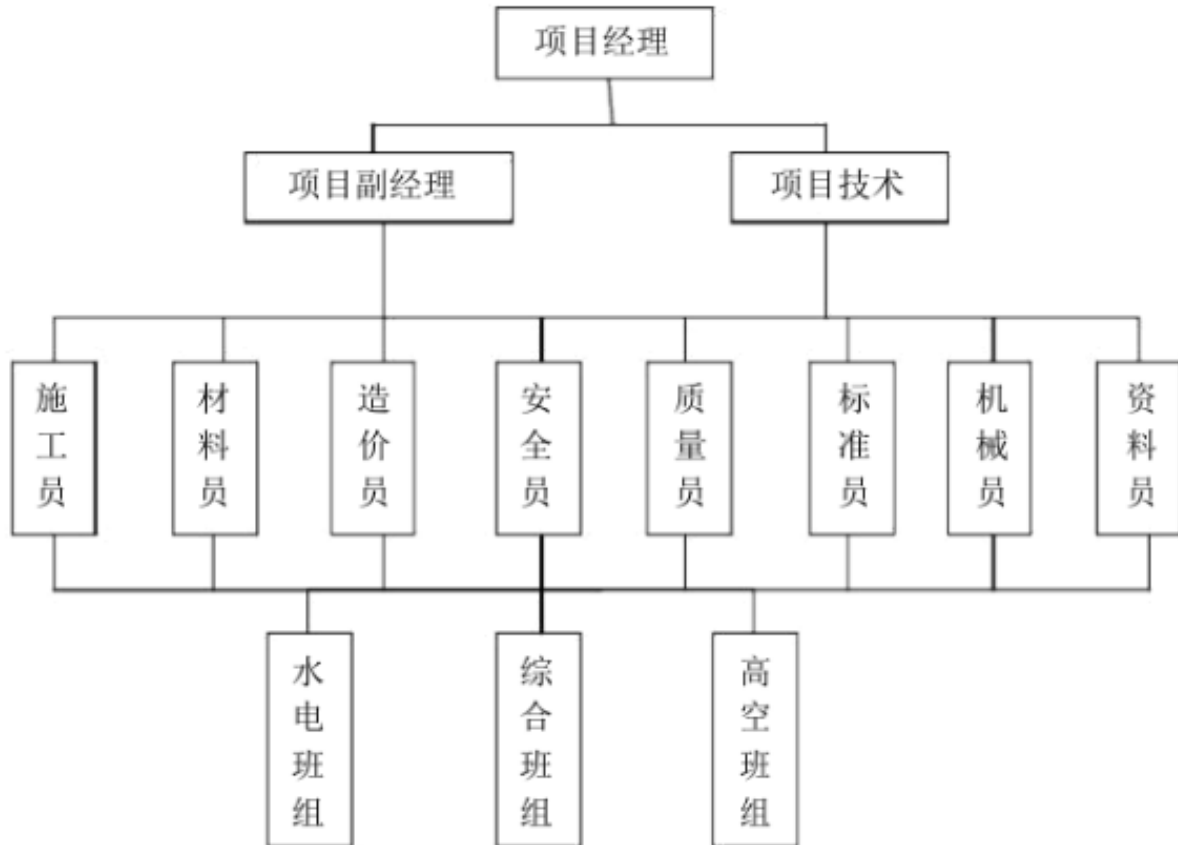 项目经理
项目副经理
项目技术
施工员
材料员
造价员
安全员
质量员
标准员
机械员
资料员
水电班组
综合班组
高空班组